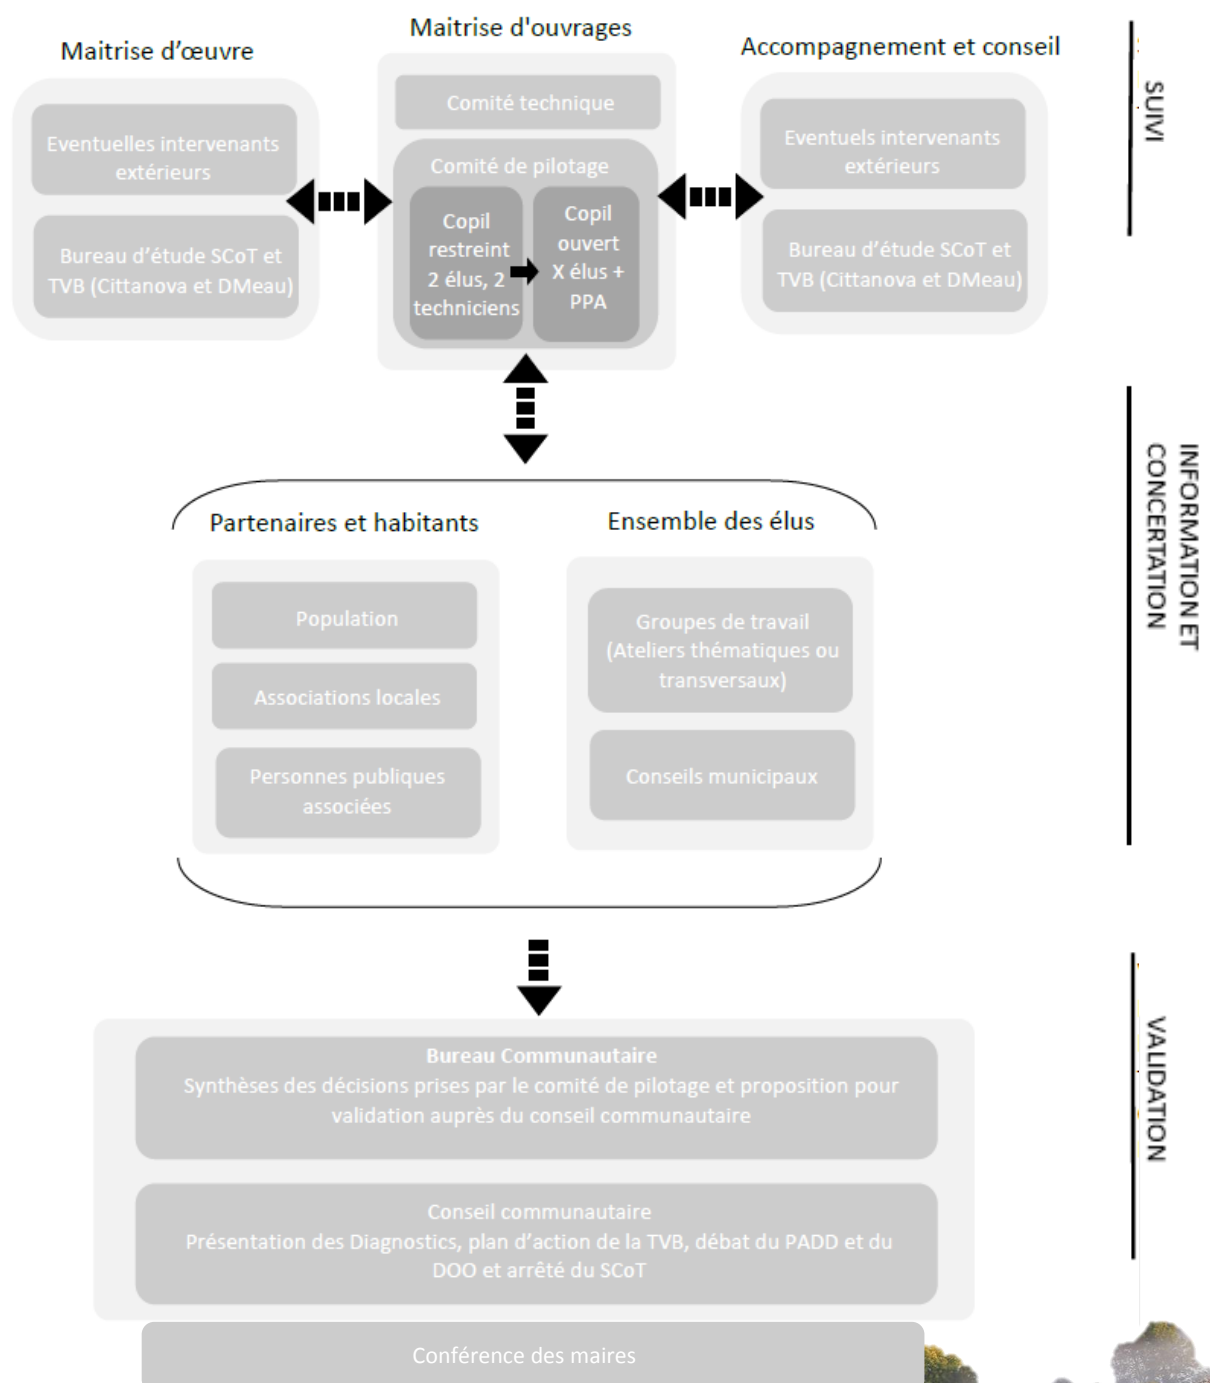 Maitrise d’œuvre
Maitrise d'ouvrages
Accompagnement et conseil
SUIVI
Eventuelles intervenants
extérieurs
Bureau d’étude SCoT et
TVB (Cittanova et DMeau)
Comité technique
Comité de pilotage
Copil
restreint
2 élus, 2
techniciens
Copil
ouvert
X élus +
PPA
Eventuels intervenants
extérieurs
Bureau d’étude SCoT et
TVB (Cittanova et DMeau)
INFORMATION ET
CONCERTATION
Partenaires et habitants
Population
Associations locales
Personnes publiques
associées
Ensemble des élus
Groupes de travail
(Ateliers thématiques ou
transversaux)
Conseils municipaux
VALIDATION
Bureau Communautaire
Synthèses des décisions prises par le comité de pilotage et proposition pour
validation auprès du conseil communautaire
Conseil communautaire
Présentation des Diagnostics, plan d’action de la TVB, débat du PADD et du
DOO et arrêté du SCoT
Conférence des maires